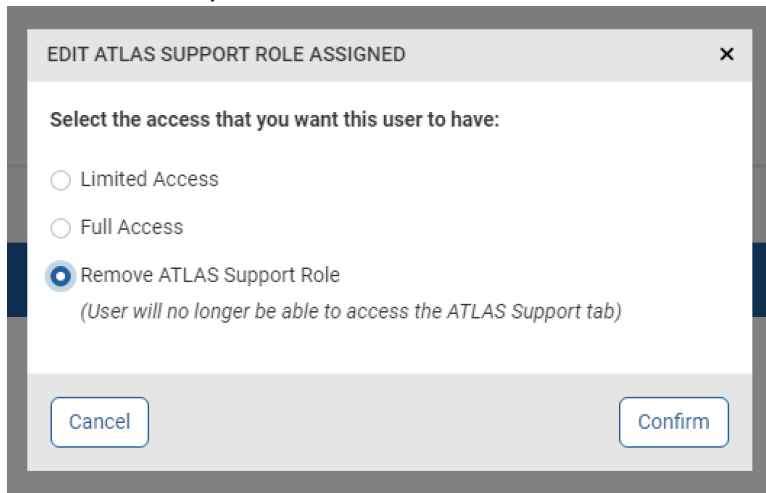 EDIT ATLAS SUPPORT ROLE ASSIGNED
Select the access that you want this user to have:
Limited Access
Full Access
Remove ATLAS Support Role
(User will no longer be able to access the ATLAS Support tab)
Cancel
Confirm